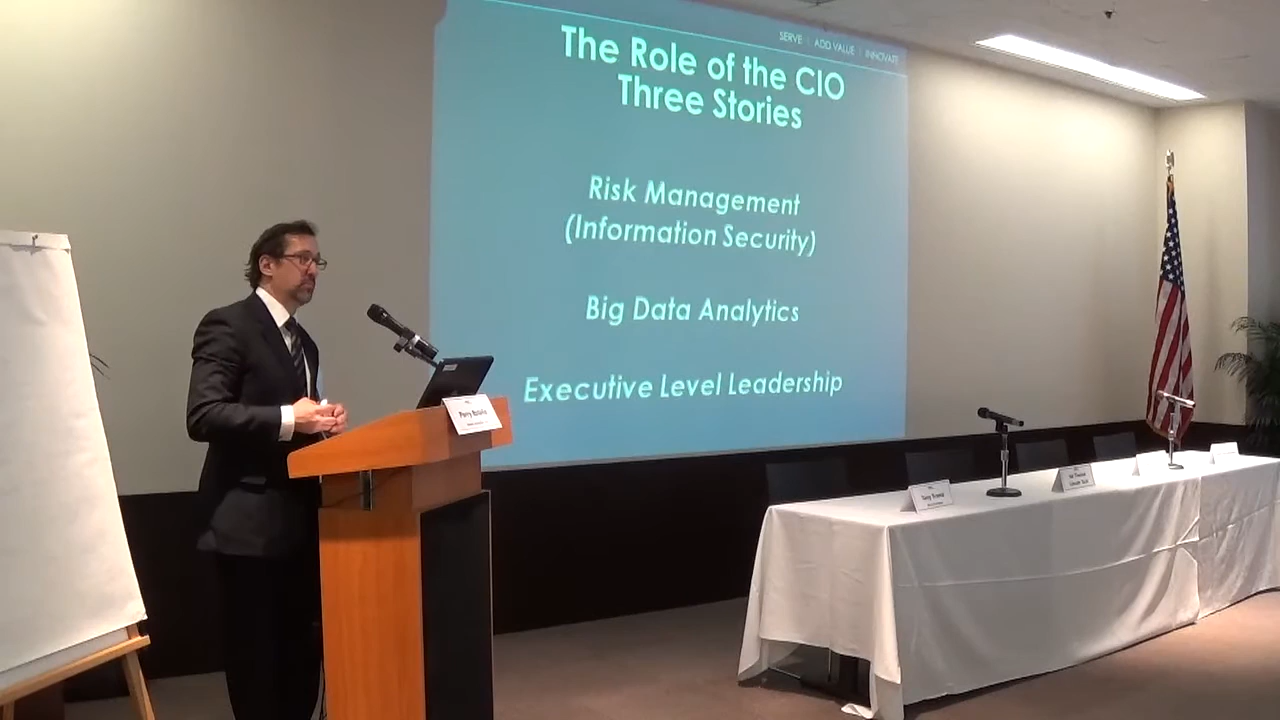 SERVE | ADD VALUE | INNOVATE
The Role of the CIO
Three Stories
Risk Management
(Information Security)
Big Data Analytics
Executive Level Leadership
Perry